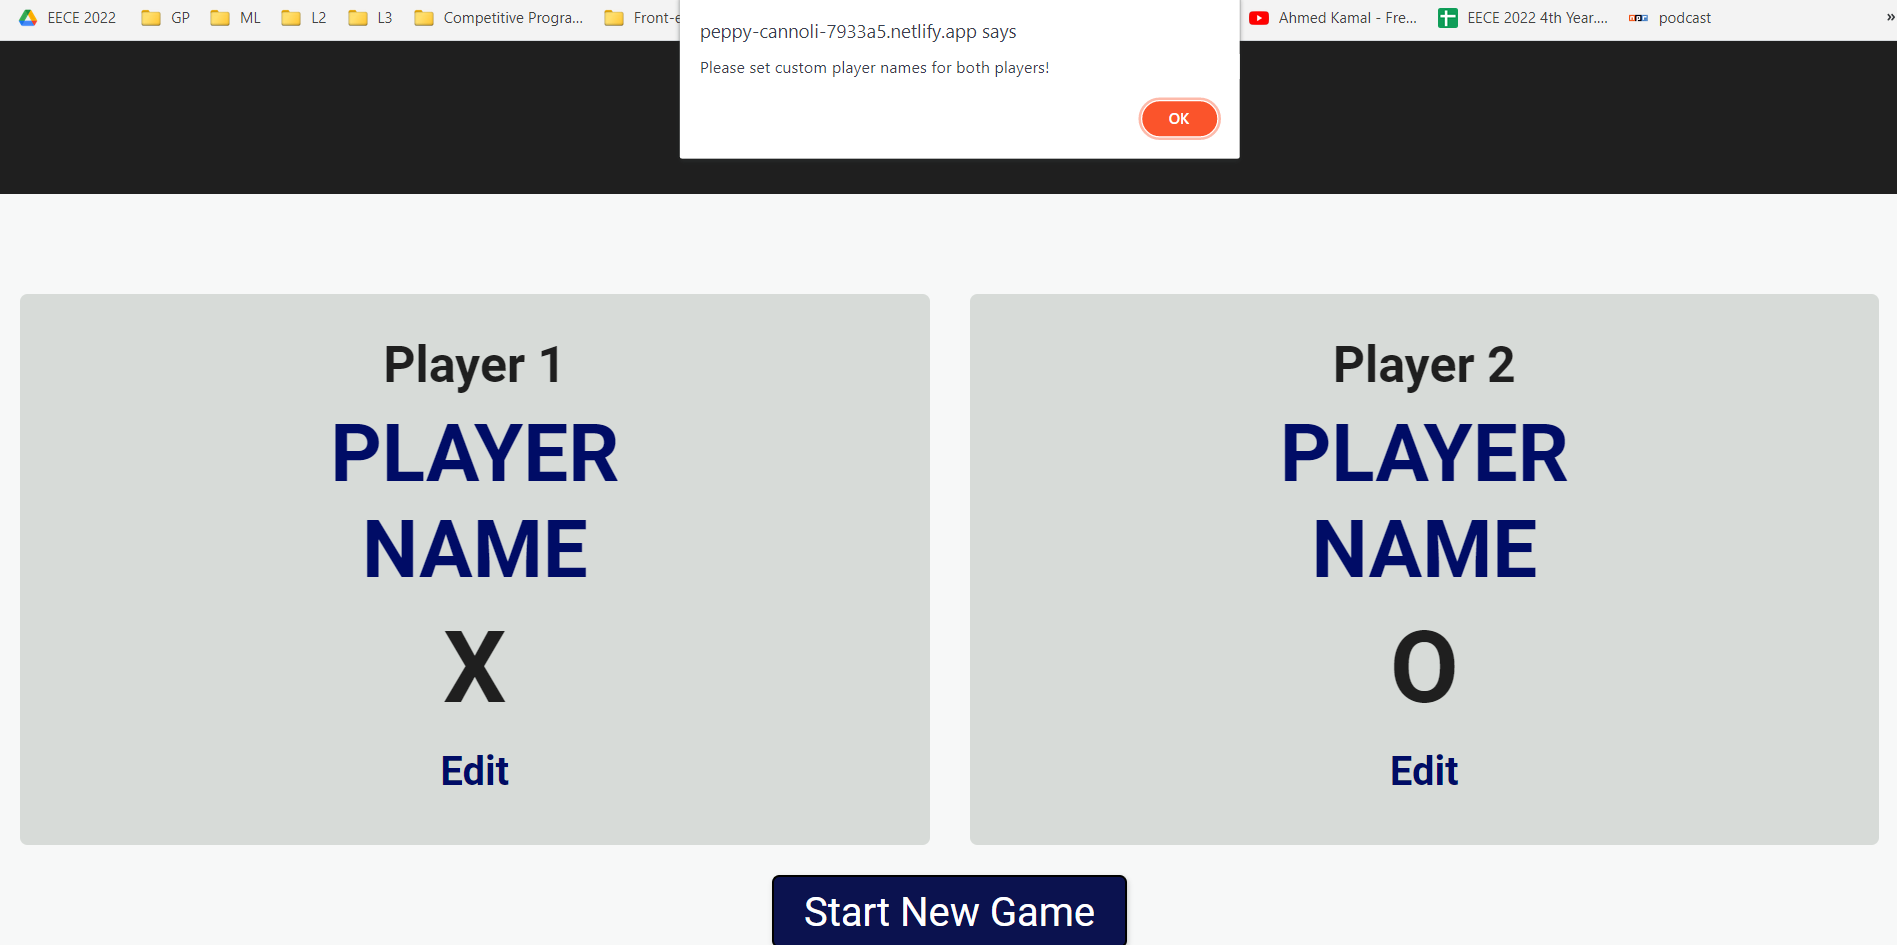 EECE 2022 GP ML L2 L3 Competitive Progra... Front-e Ahmed Kamal - Fre... EECE 2022 4th Year.... podcast »
peppy-cannoli-7933a5.netlify.app says
Please set custom player names for both players!
OK
Player 1
PLAYER
NAME
X
Edit
Player 2
PLAYER
NAME
O
Edit
Start New Game